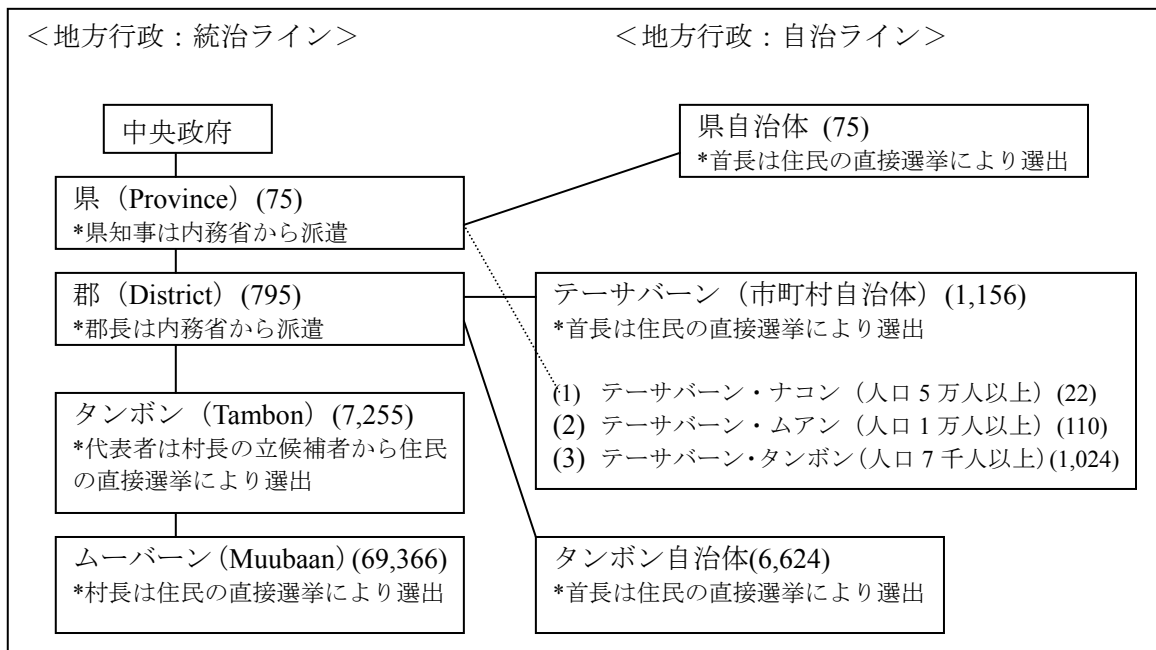 ＜地方行政：統治ライン＞
＜地方行政：自治ライン＞
中央政府
県（Province）(75)
*県知事は内務省から派遣
郡（District）(795)
*郡長は内務省から派遣
タンボン（Tambon）(7,255)
*代表者は村長の立候補者から住民
の直接選挙により選出
ムーバーン（Muubaan）(69,366)
*村長は住民の直接選挙により選出
県自治体 (75)
*首長は住民の直接選挙により選出
テーサバーン（市町村自治体）(1,156)
*首長は住民の直接選挙により選出
(1) テーサバーン・ナコン（人口 5 万人以上）(22)
(2) テーサバーン・ムアン（人口 1 万人以上）(110)
(3) テーサバーン・タンボン（人口 7 千人以上）(1,024)
タンボン自治体(6,624)
*首長は住民の直接選挙により選出